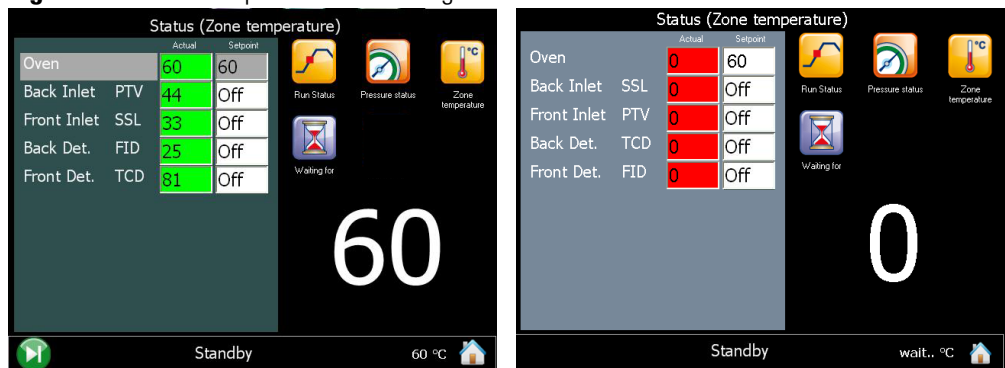 Status (Zone temperature)
Actual Setpoint
Oven 60 60
Back Inlet PTV 44 Off
Front Inlet SSL 33 Off
Back Det. FID 25 Off
Front Det. TCD 81 Off
Run Status Pressure status Zone temperature
Waiting for
60
Standby 60 °C
Status (Zone temperature)
Actual Setpoint
Oven 0 60
Back Inlet SSL 0 Off
Front Inlet PTV 0 Off
Back Det. TCD 0 Off
Front Det. FID 0 Off
°C
Run Status Pressure status Zone temperature
Waiting for
0
Standby wait.. °C